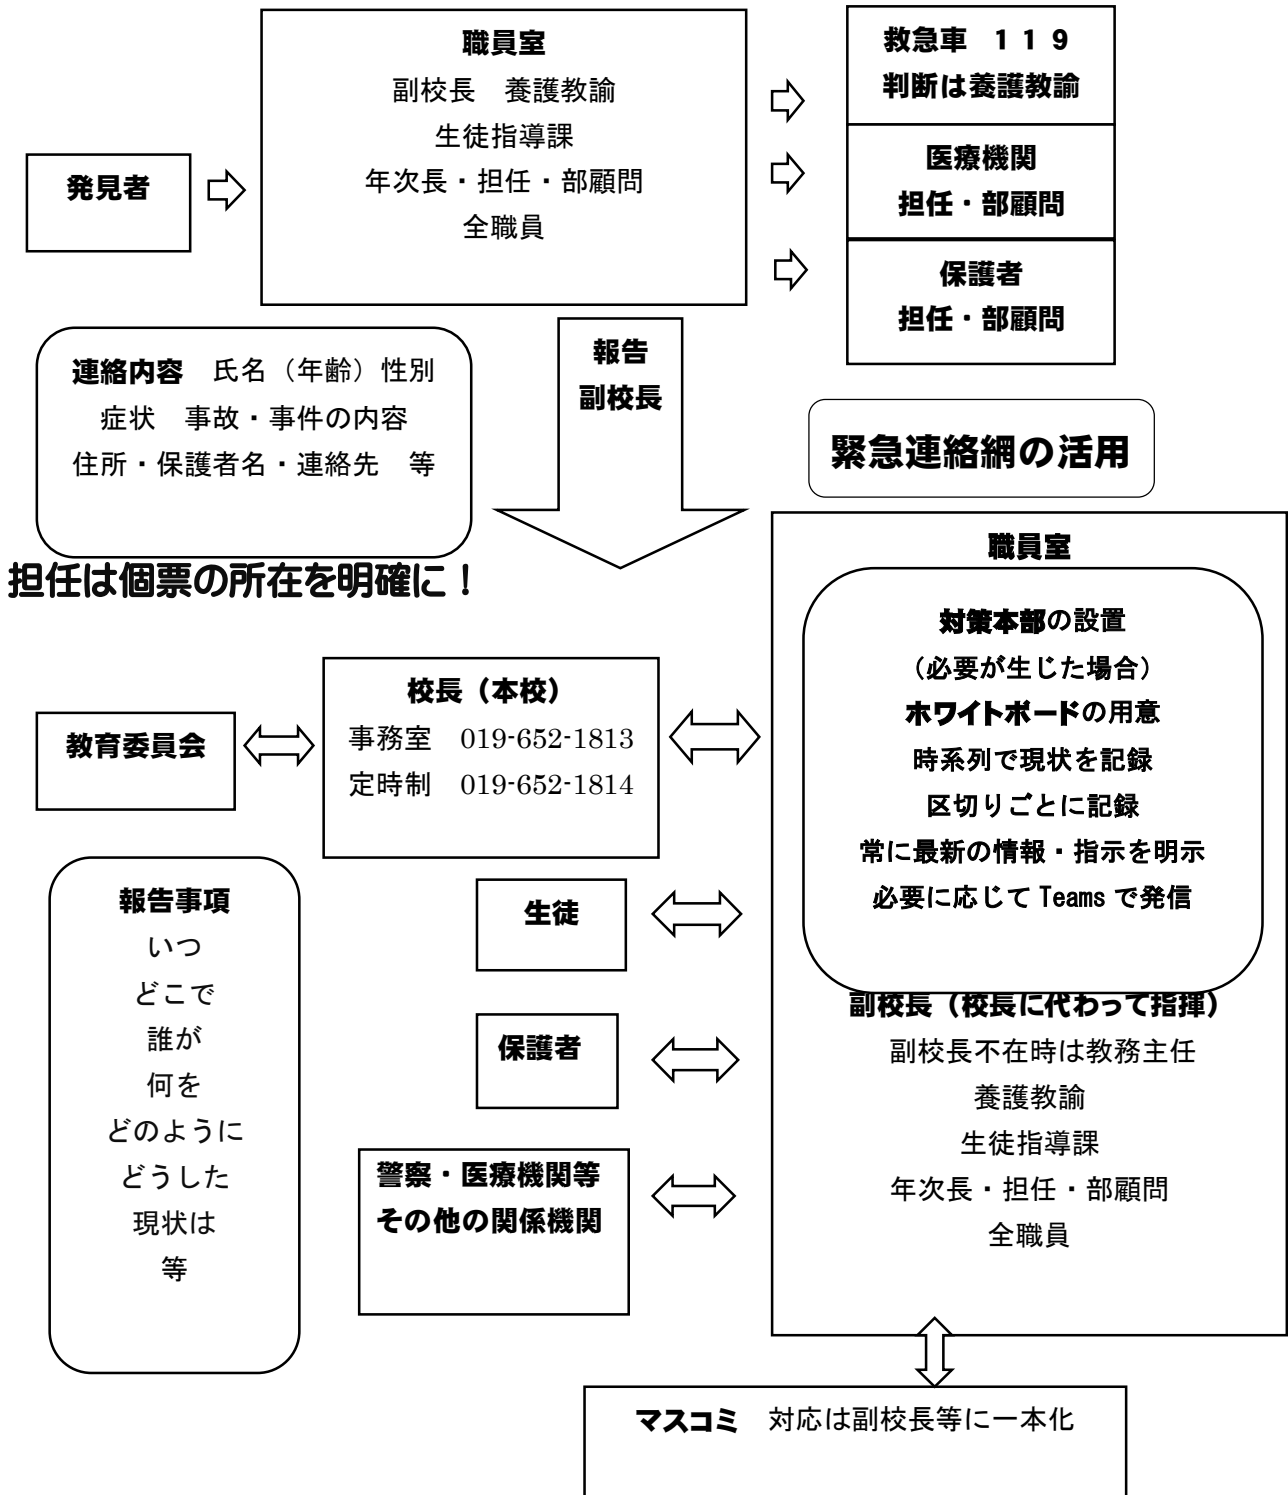 職員室
副校長　養護教諭
生徒指導課
年次長・担任・部顧問
全職員
救急車　１１９
判断は養護教諭
医療機関
担任・部顧問
保護者
担任・部顧問
発見者
連絡内容　氏名（年齢）性別
症状　事故・事件の内容
住所・保護者名・連絡先　等
報告
副校長
緊急連絡網の活用
担任は個票の所在を明確に！
職員室
対策本部の設置
（必要が生じた場合）
ホワイトボードの用意
時系列で現状を記録
区切りごとに記録
常に最新の情報・指示を明示
必要に応じて Teams で発信
副校長（校長に代わって指揮）
副校長不在時は教務主任
養護教諭
生徒指導課
年次長・担任・部顧問
全職員
教育委員会
校長（本校）
事務室　019-652-1813
定時制　019-652-1814
生徒
保護者
警察・医療機関等
その他の関係機関
報告事項
いつ
どこで
誰が
何を
どのように
どうした
現状は
等
マスコミ　対応は副校長等に一本化